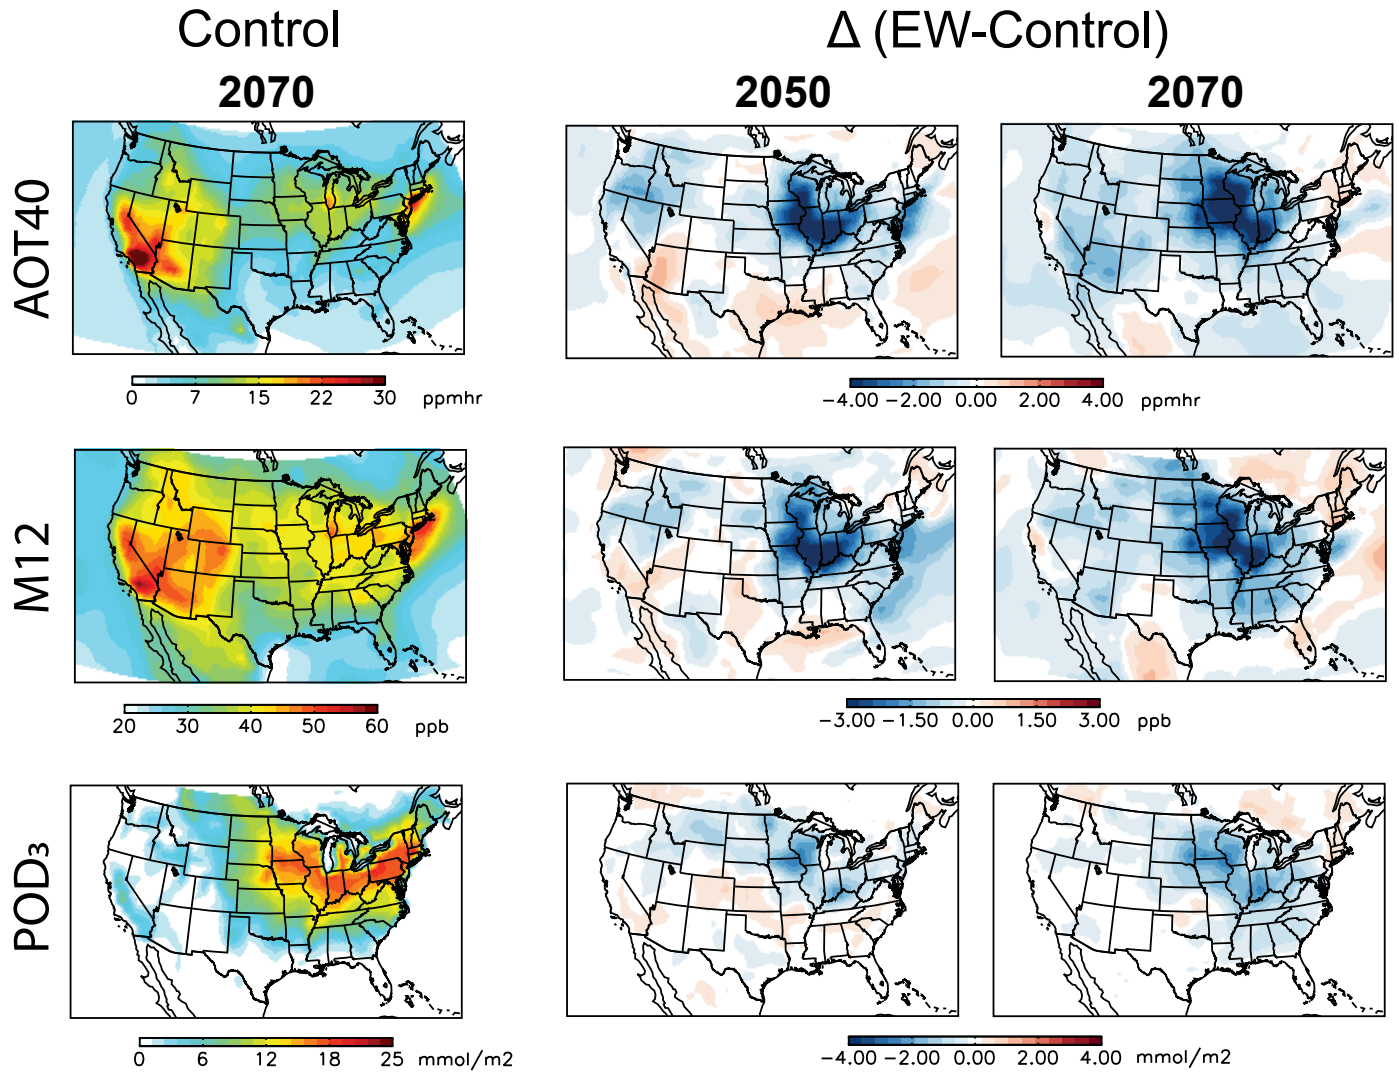 Control Δ (EW-Control)
2070 2050 2070
AOT40
0 7 15 22 30 ppmhr
−4.00 −2.00 0.00 2.00 4.00 ppmhr
M12
20 30 40 50 60 ppb
−3.00 −1.50 0.00 1.50 3.00 ppb
POD₃
0 6 12 18 25 mmol/m2
−4.00 −2.00 0.00 2.00 4.00 mmol/m2